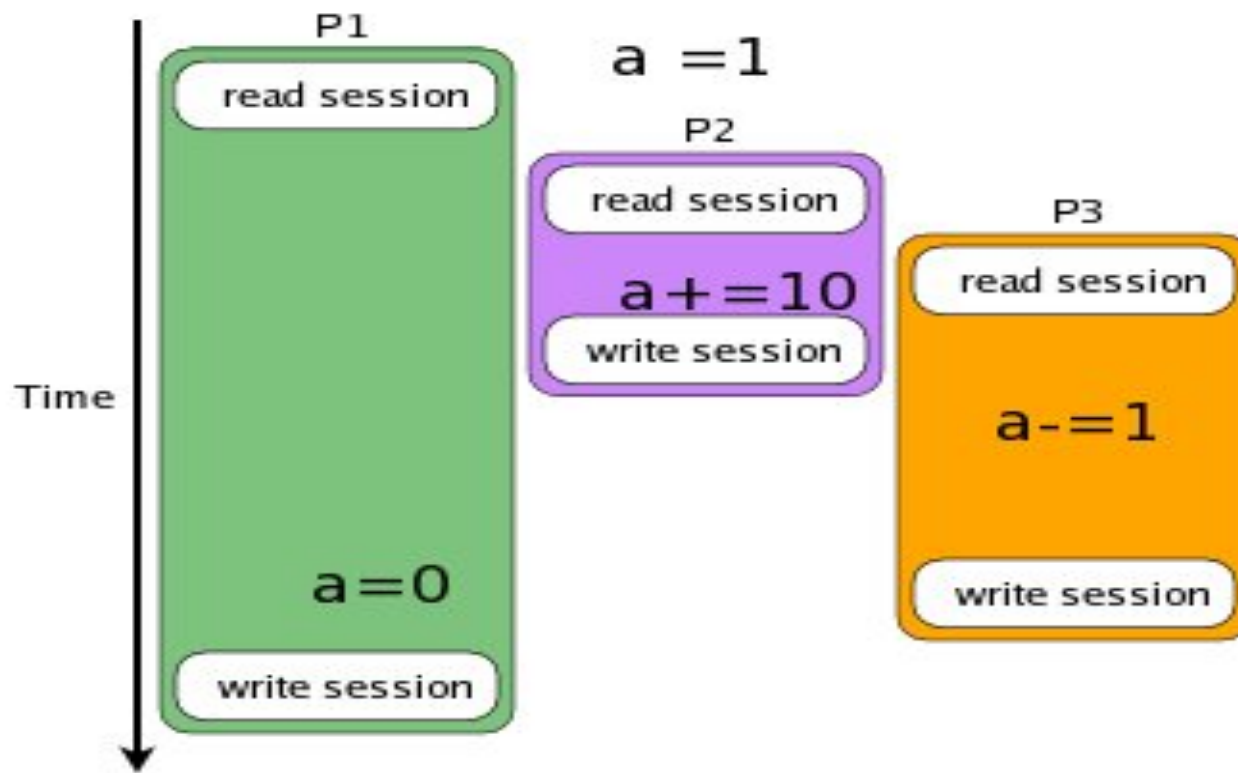 P1
read session
a =1
P2
read session
P3
read session
a+=10
write session
Time
a-=1
a=0
write session
write session